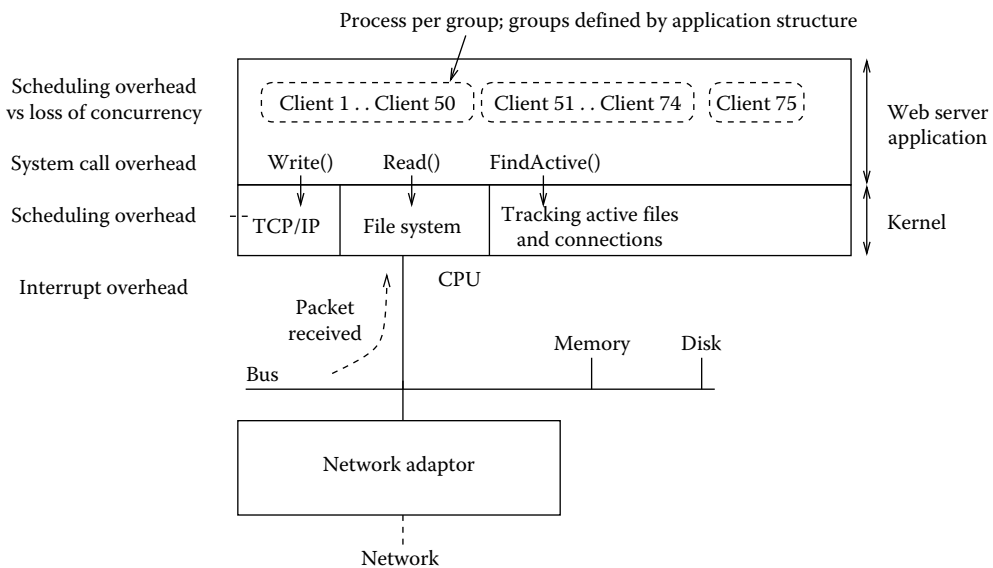 Process per group; groups defined by application structure
Scheduling overhead
vs loss of concurrency
Client 1 . . Client 50
Client 51 . . Client 74
Client 75
Web server
application
System call overhead
Write()
Read()
FindActive()
Scheduling overhead
TCP/IP
File system
Tracking active files
and connections
Kernel
Interrupt overhead
CPU
Packet
received
Memory
Disk
Bus
Network adaptor
Network